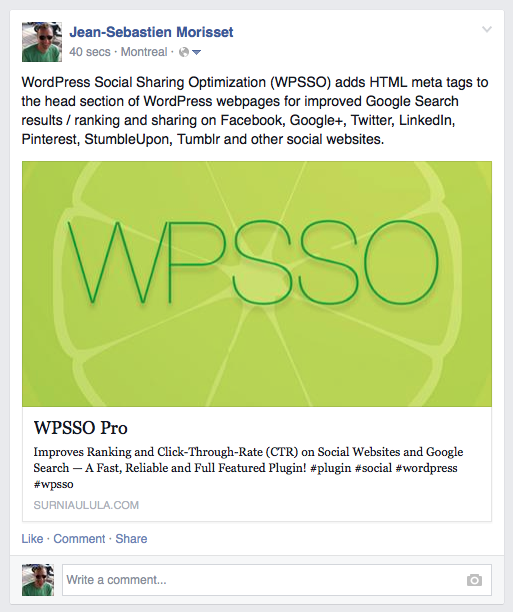 Jean-Sebastien Morisset
40 secs · Montreal ·
WordPress Social Sharing Optimization (WPSSO) adds HTML meta tags to
the head section of WordPress webpages for improved Google Search
results / ranking and sharing on Facebook, Google+, Twitter, LinkedIn,
Pinterest, StumbleUpon, Tumblr and other social websites.
WPSSO
WPSSO Pro
Improves Ranking and Click-Through-Rate (CTR) on Social Websites and Google
Search — A Fast, Reliable and Full Featured Plugin! #plugin #social #wordpress
#wpsso
SURNIAULULA.COM
Like · Comment · Share
Write a comment...